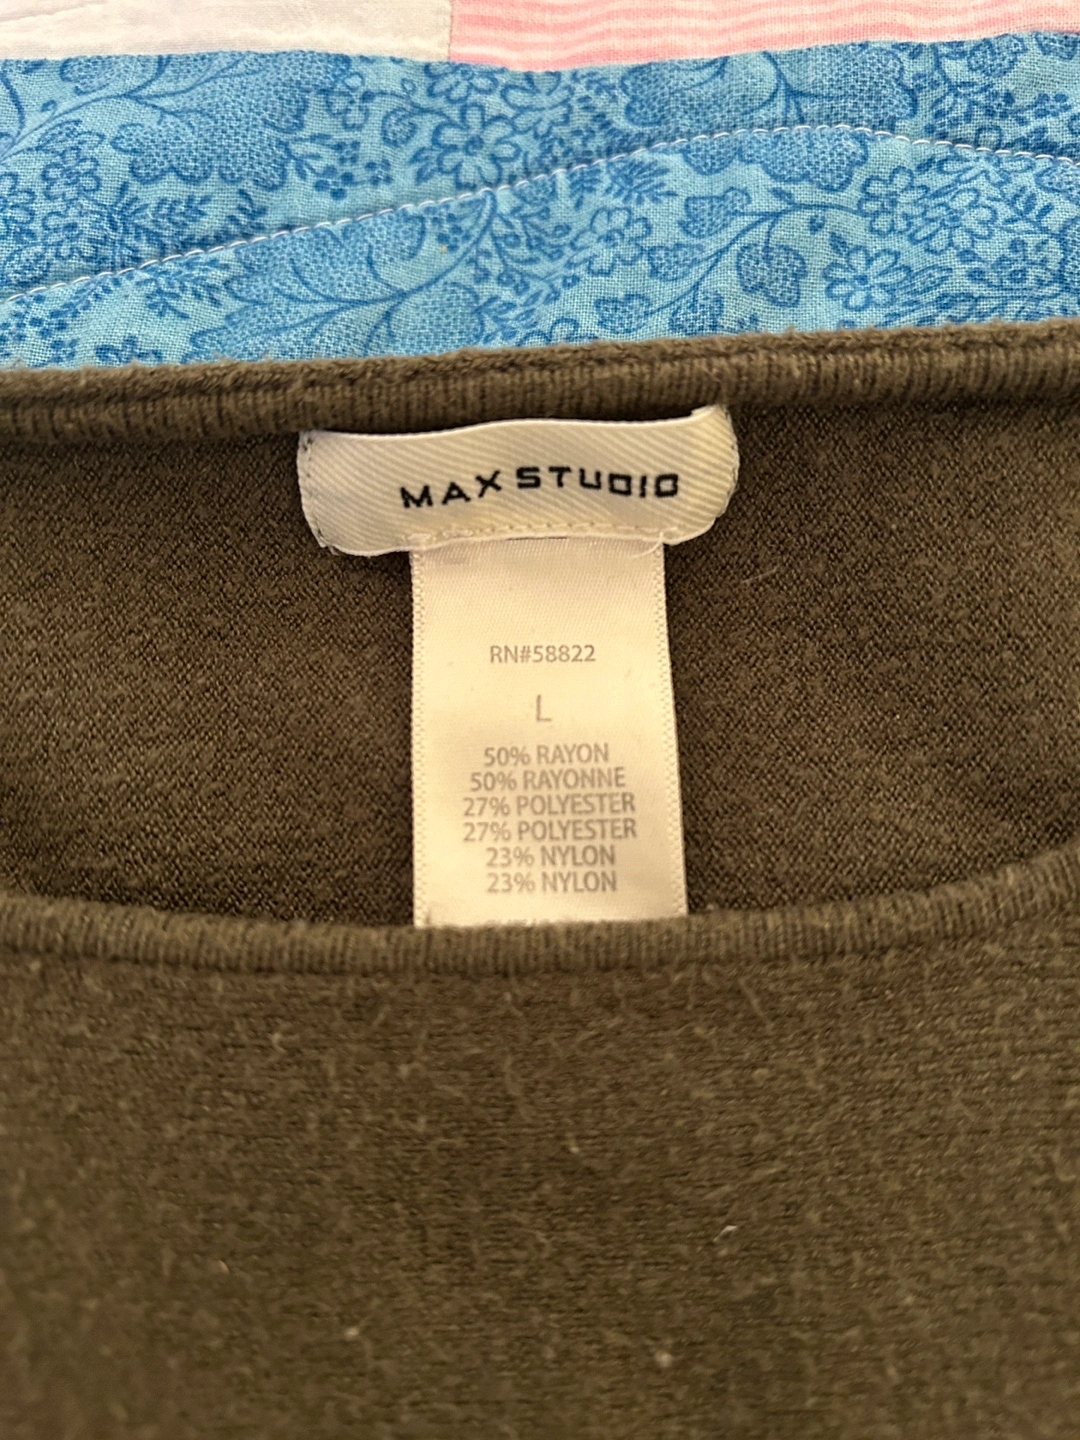 MAX STUDIO
RN#58822
L
50% RAYON
50% RAYONNE
27% POLYESTER
27% POLYESTER
23% NYLON
23% NYLON